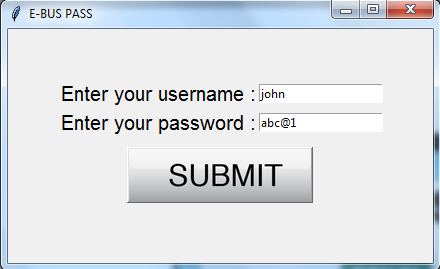 E-BUS PASS
Enter your username : john
Enter your password : abc@1
SUBMIT